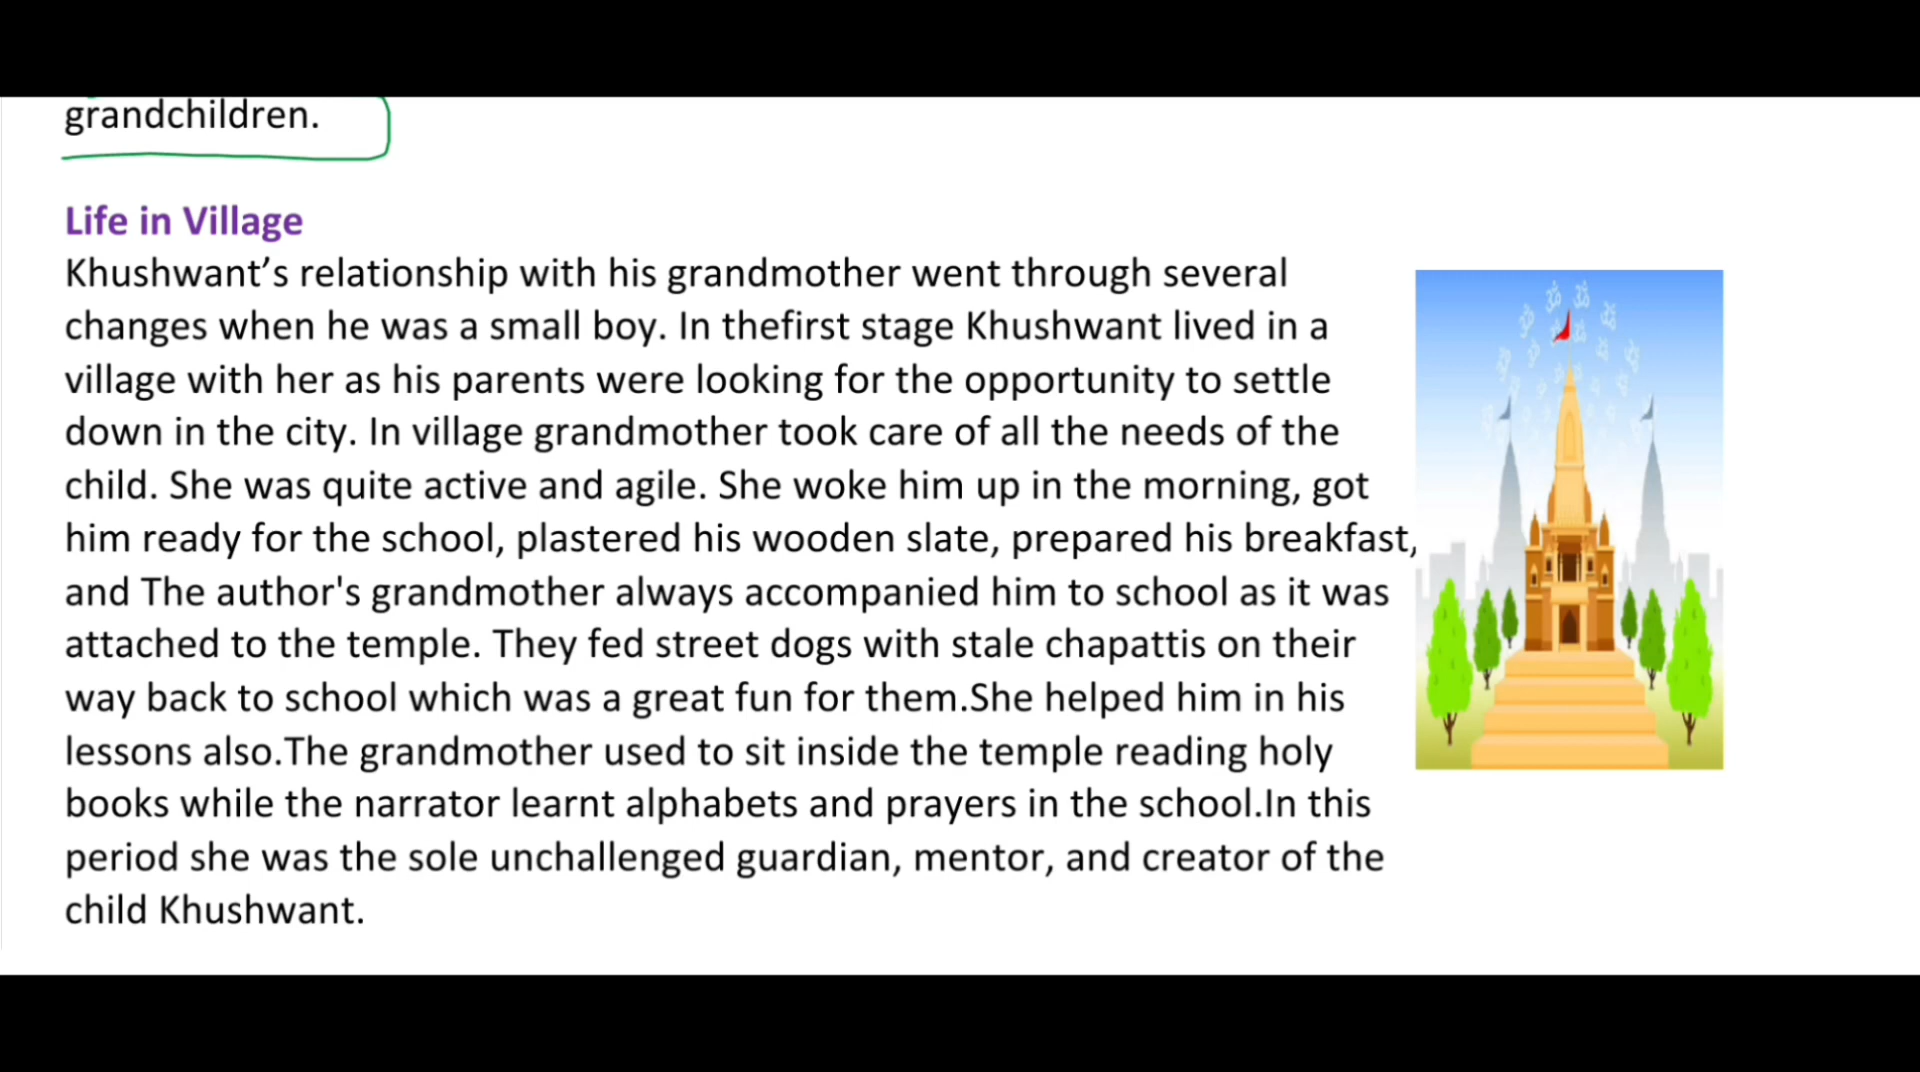 grandchildren.
Life in Village
Khushwant’s relationship with his grandmother went through several
changes when he was a small boy. In thefirst stage Khushwant lived in a
village with her as his parents were looking for the opportunity to settle
down in the city. In village grandmother took care of all the needs of the
child. She was quite active and agile. She woke him up in the morning, got
him ready for the school, plastered his wooden slate, prepared his breakfast,
and The author's grandmother always accompanied him to school as it was
attached to the temple. They fed street dogs with stale chapattis on their
way back to school which was a great fun for them.She helped him in his
lessons also.The grandmother used to sit inside the temple reading holy
books while the narrator learnt alphabets and prayers in the school.In this
period she was the sole unchallenged guardian, mentor, and creator of the
child Khushwant.